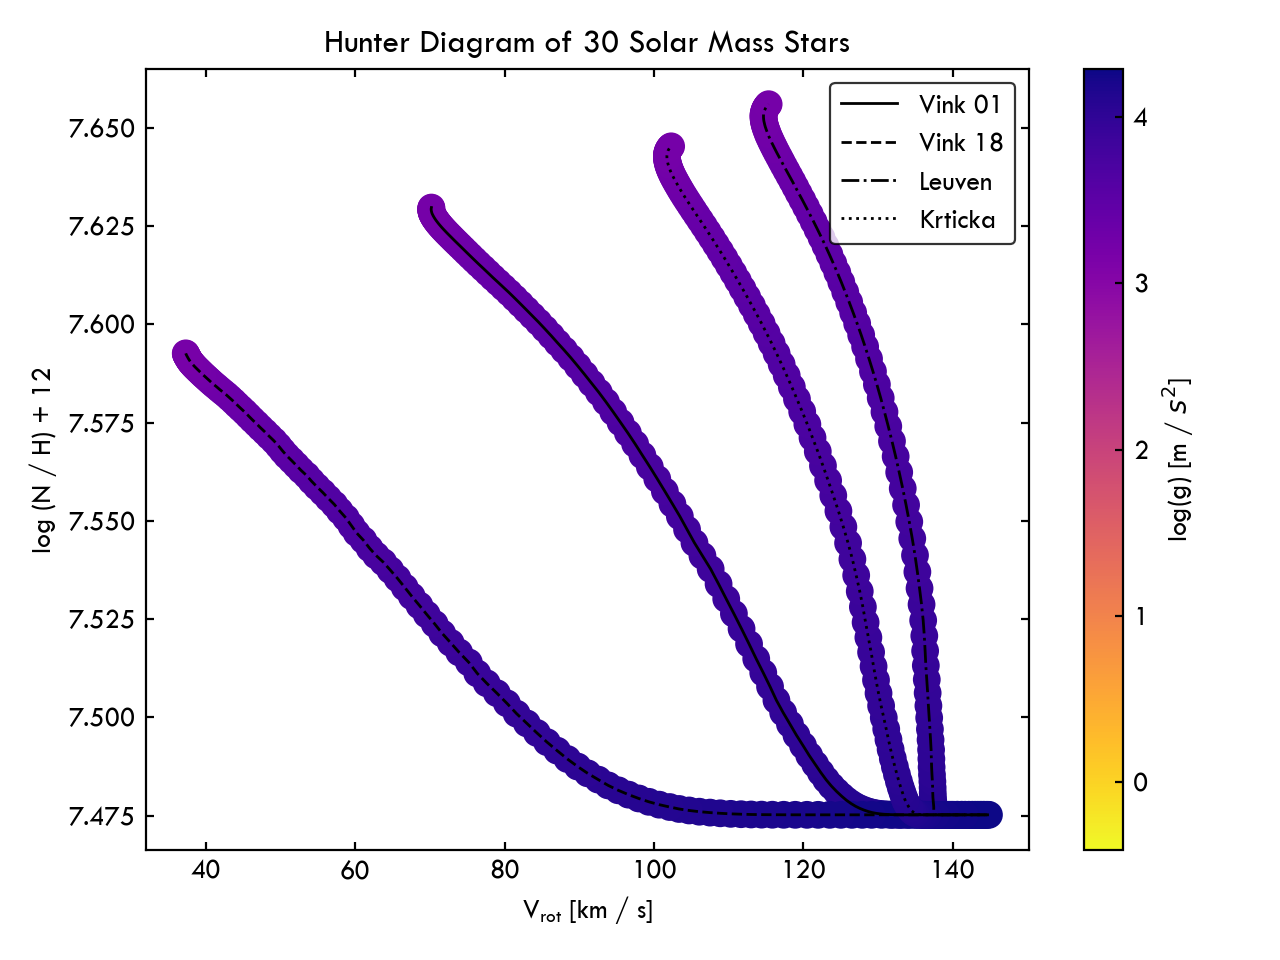 Hunter Diagram of 30 Solar Mass Stars
Vink 01
Vink 18
Leuven
Krticka
7.650
7.625
7.600
7.575
7.550
7.525
7.500
7.475
log (N / H) + 12
40
60
80
100
120
140
V_rot [km / s]
4
3
2
1
0
log(g) [m / s²]